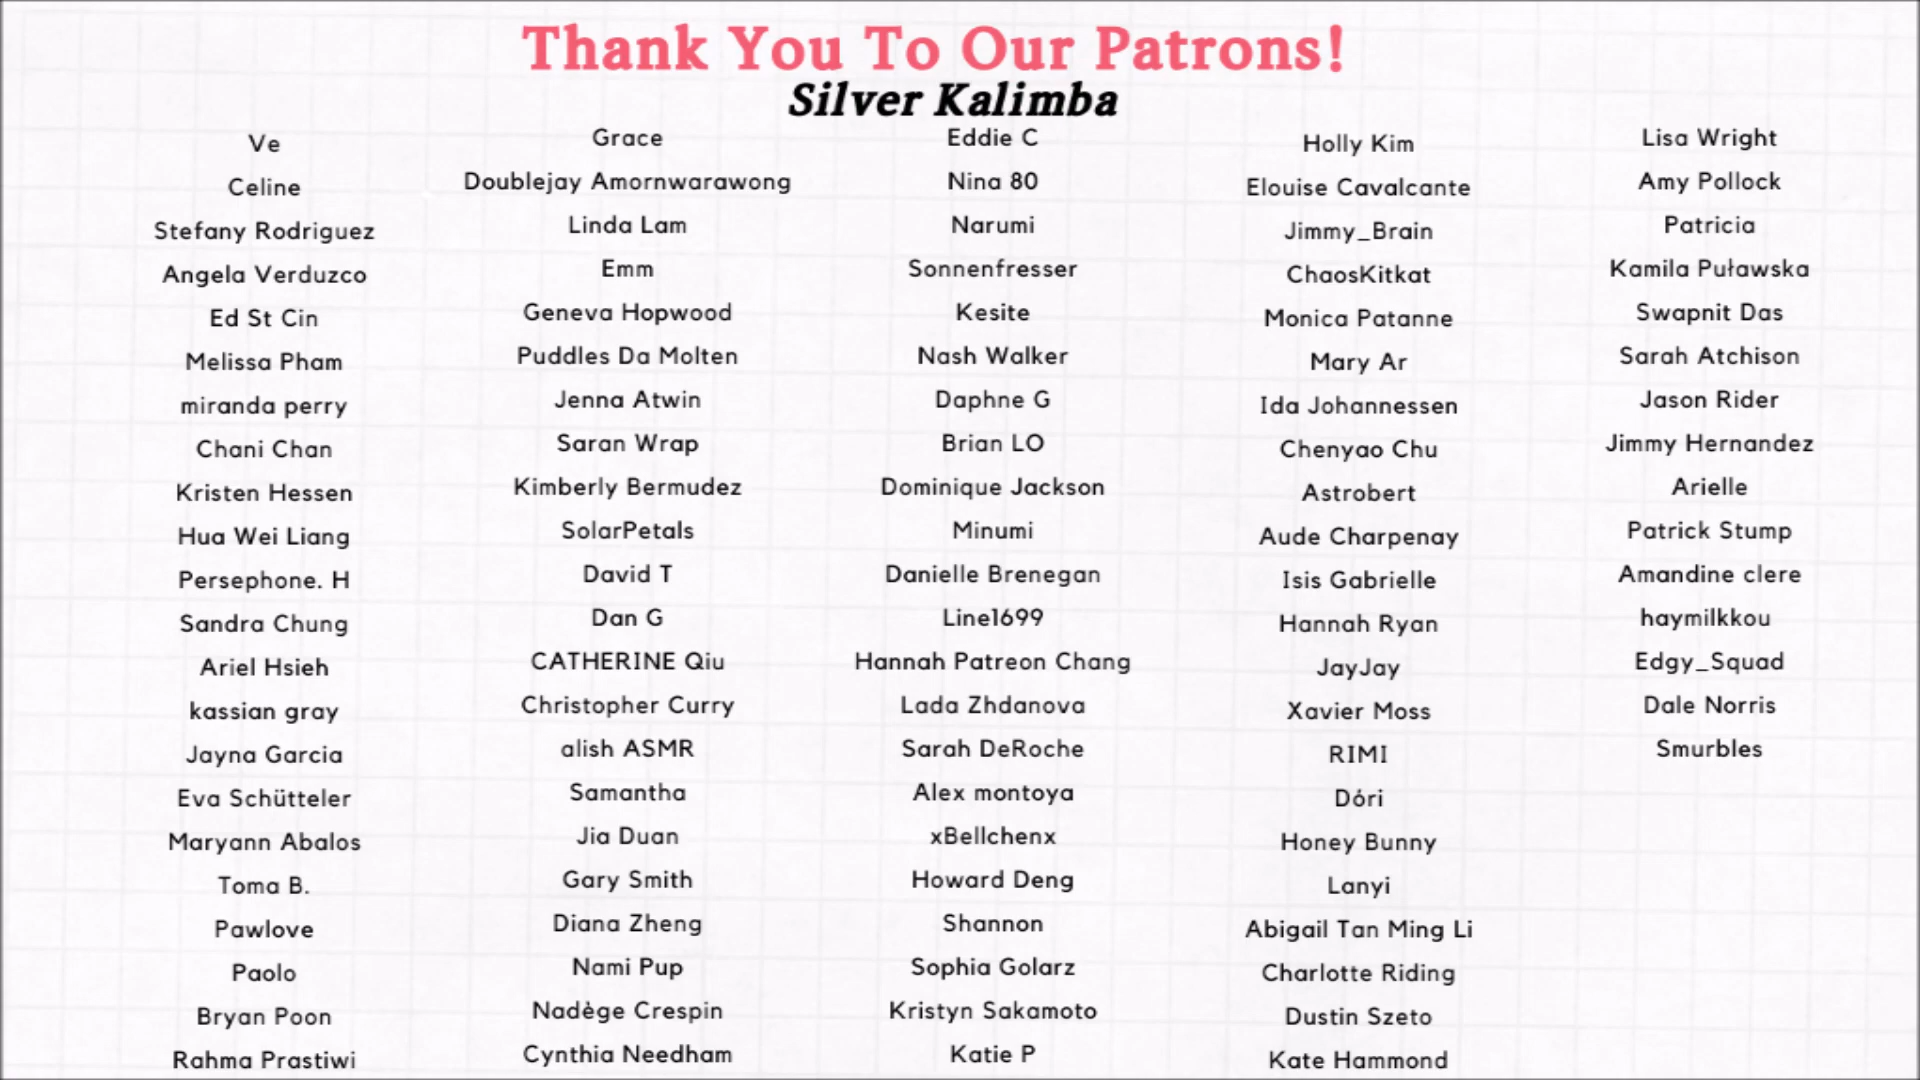 Thank You To Our Patrons!
Silver Kalimba
Ve
Celine
Stefany Rodriguez
Angela Verduzco
Ed St Cin
Melissa Pham
miranda perry
Chani Chan
Kristen Hessen
Hua Wei Liang
Persephone. H
Sandra Chung
Ariel Hsieh
kassian gray
Jayna Garcia
Eva Schütteler
Maryann Abalos
Toma B.
Pawlove
Paolo
Bryan Poon
Rahma Prastiwi
Grace
Doublejay Amornwarawong
Linda Lam
Emm
Geneva Hopwood
Puddles Da Molten
Jenna Atwin
Saran Wrap
Kimberly Bermudez
SolarPetals
David T
Dan G
CATHERINE Qiu
Christopher Curry
alish ASMR
Samantha
Jia Duan
Gary Smith
Diana Zheng
Nami Pup
Nadège Crespin
Cynthia Needham
Eddie C
Nina 80
Narumi
Sonnenfresser
Kesite
Nash Walker
Daphne G
Brian LO
Dominique Jackson
Minumi
Danielle Brenegan
Line1699
Hannah Patreon Chang
Lada Zhdanova
Sarah DeRoche
Alex montoya
xBellchenx
Howard Deng
Shannon
Sophia Golarz
Kristyn Sakamoto
Katie P
Holly Kim
Elouise Cavalcante
Jimmy_Brain
ChaosKitkat
Monica Patanne
Mary Ar
Ida Johannessen
Chenyao Chu
Astrobert
Aude Charpenay
Isis Gabrielle
Hannah Ryan
JayJay
Xavier Moss
RIMI
Dóri
Honey Bunny
Lanyi
Abigail Tan Ming Li
Charlotte Riding
Dustin Szeto
Kate Hammond
Lisa Wright
Amy Pollock
Patricia
Kamila Puławska
Swapnit Das
Sarah Atchison
Jason Rider
Jimmy Hernandez
Arielle
Patrick Stump
Amandine clere
haymilkkou
Edgy_Squad
Dale Norris
Smurbles